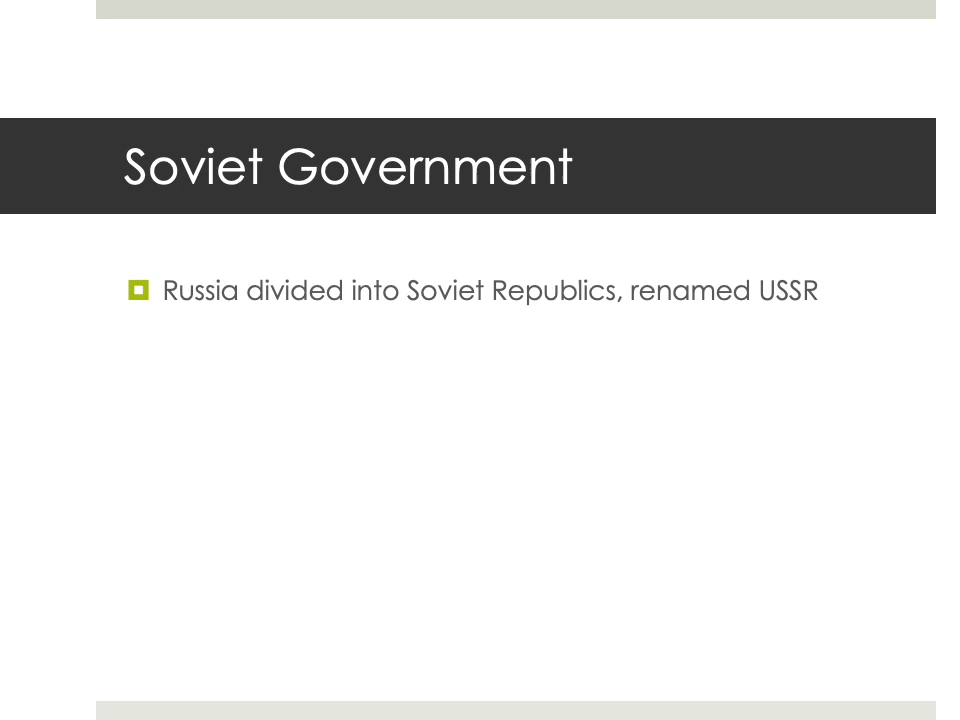 Soviet Government
Russia divided into Soviet Republics, renamed USSR